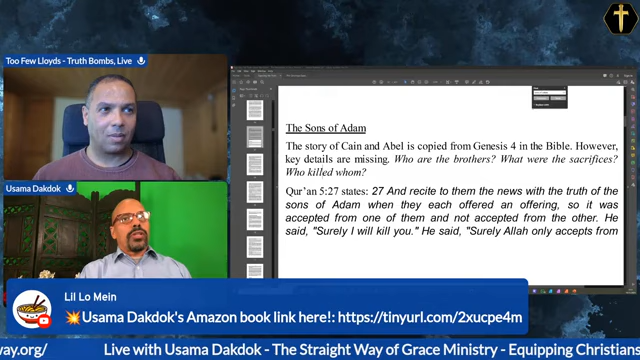 Too Few Lloyds - Truth Bombs, Live
Usama Dakdok
The Sons of Adam
The story of Cain and Abel is copied from Genesis 4 in the Bible. However,
key details are missing. Who are the brothers? What were the sacrifices?
Who killed whom?
Qur'an 5:27 states: 27 And recite to them the news with the truth of the
sons of Adam when they each offered an offering, so it was
accepted from one of them and not accepted from the other. He
said, "Surely I will kill you." He said, "Surely Allah only accepts from
Lil Lo Mein
💥Usama Dakdok's Amazon book link here!: https://tinyurl.com/2xupe4m
way.org/ Live with Usama Dakdok - The Straight Way of Grace Ministry - Equipping Christian